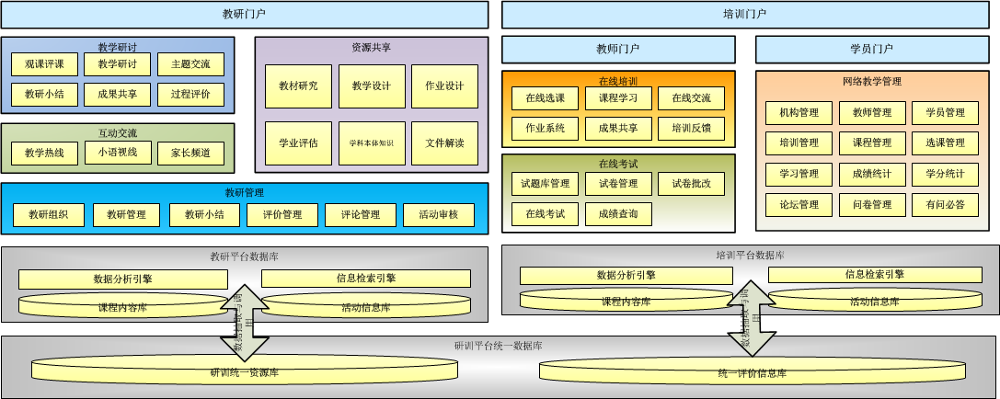 教研门户
教学研讨
观课评课
教学研讨
主题交流
教研小结
成果共享
过程评价
互动交流
教学热线
小语视线
家长频道
资源共享
教材研究
教学设计
作业设计
学业评估
学科本体知识
文件解读
教研管理
教研组织
教研管理
教研小结
评价管理
评论管理
活动审核
培训门户
教师门户
在线培训
在线选课
课程学习
在线交流
作业系统
成果共享
培训反馈
在线考试
试题库管理
试卷管理
试卷批改
在线考试
成绩查询
学员门户
网络教学管理
机构管理
教师管理
学员管理
培训管理
课程管理
选课管理
学习管理
成绩统计
学分统计
论坛管理
问卷管理
有问必答
教研平台数据库
数据分析引擎
信息检索引擎
课程内容库
活动信息库
数据抽取与调
用
培训平台数据库
数据分析引擎
信息检索引擎
课程内容库
活动信息库
数据抽取与调
用
研训平台统一数据库
研训统一资源库
统一评价信息库